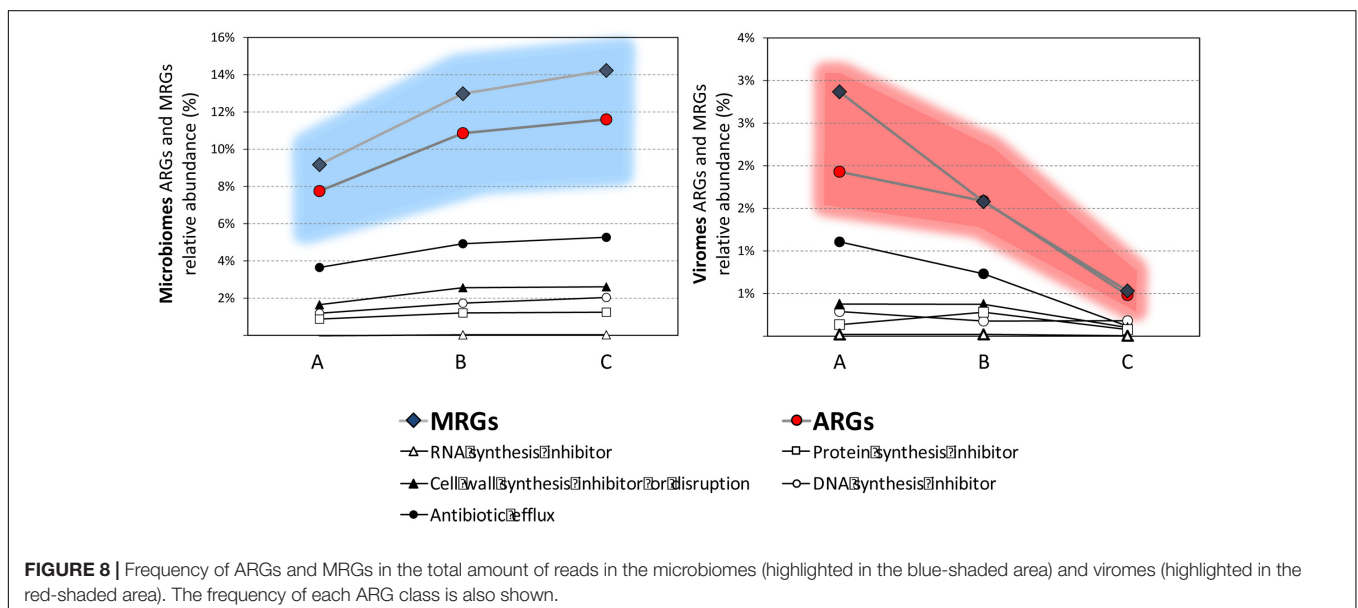 Microbiomes ARGs and MRGs
relative abundance (%)
16%
14%
12%
10%
8%
6%
4%
2%
A B C
Viromes ARGs and MRGs
relative abundance (%)
4%
3%
3%
2%
2%
1%
1%
A B C
MRGs
ARGs
RNA synthesis inhibitor
Protein synthesis inhibitor
Cell wall synthesis inhibitor or disruption
DNA synthesis inhibitor
Antibiotic efflux
FIGURE 8 | Frequency of ARGs and MRGs in the total amount of reads in the microbiomes (highlighted in the blue-shaded area) and viromes (highlighted in the
red-shaded area). The frequency of each ARG class is also shown.